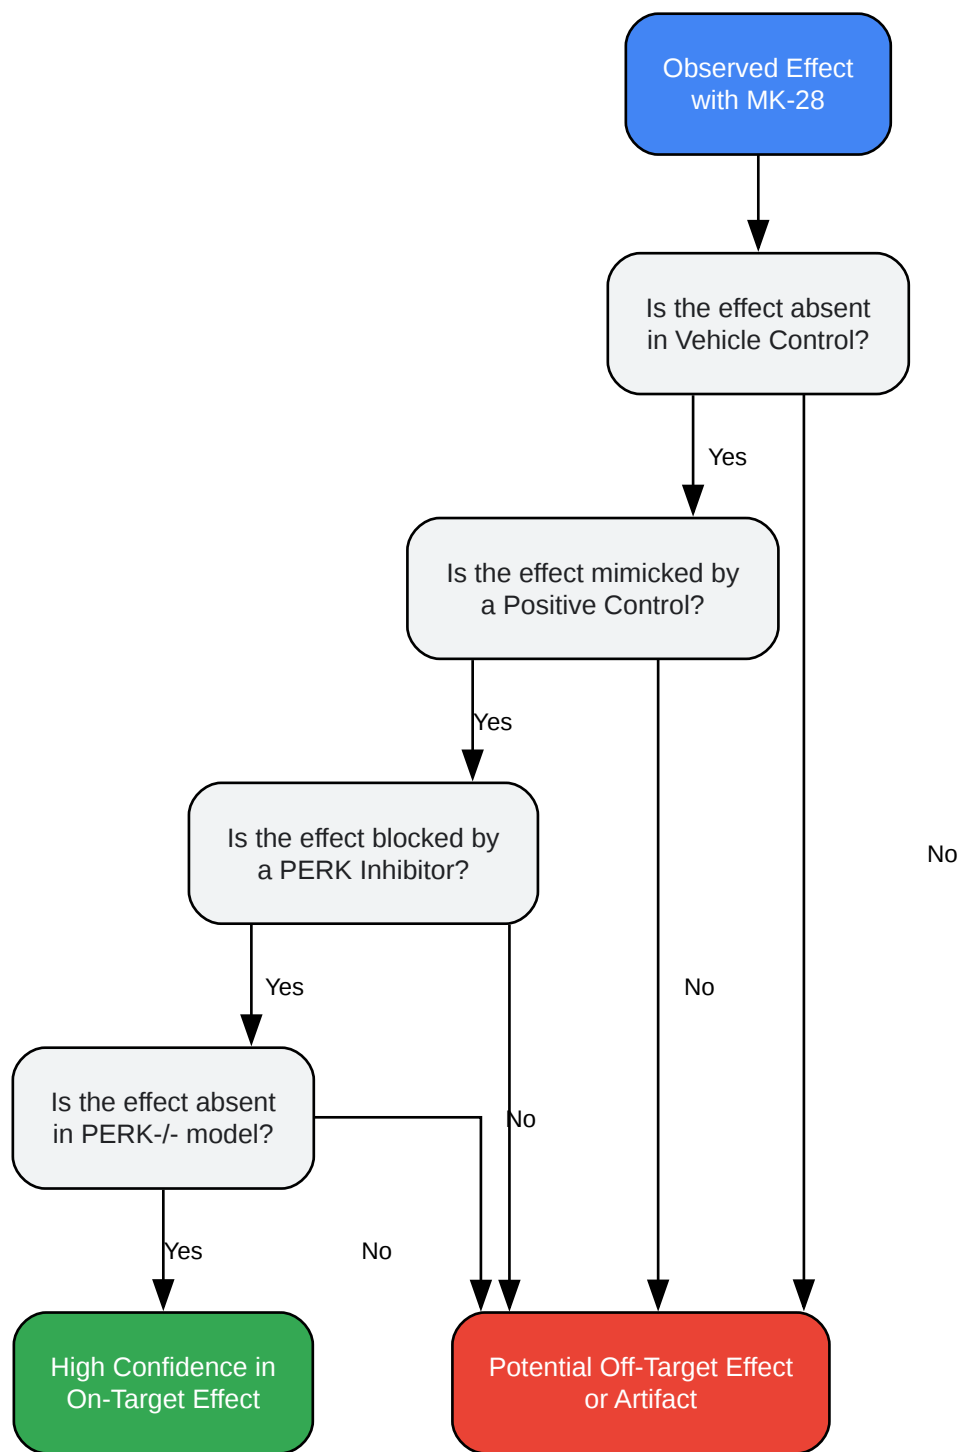 Observed Effect
with MK-28
Is the effect absent
in Vehicle Control?
Yes
Is the effect mimicked by
a Positive Control?
Yes
Is the effect blocked by
a PERK Inhibitor?
No
Yes
No
Is the effect absent
in PERK-/- model?
No
Yes
No
High Confidence in
On-Target Effect
Potential Off-Target Effect
or Artifact